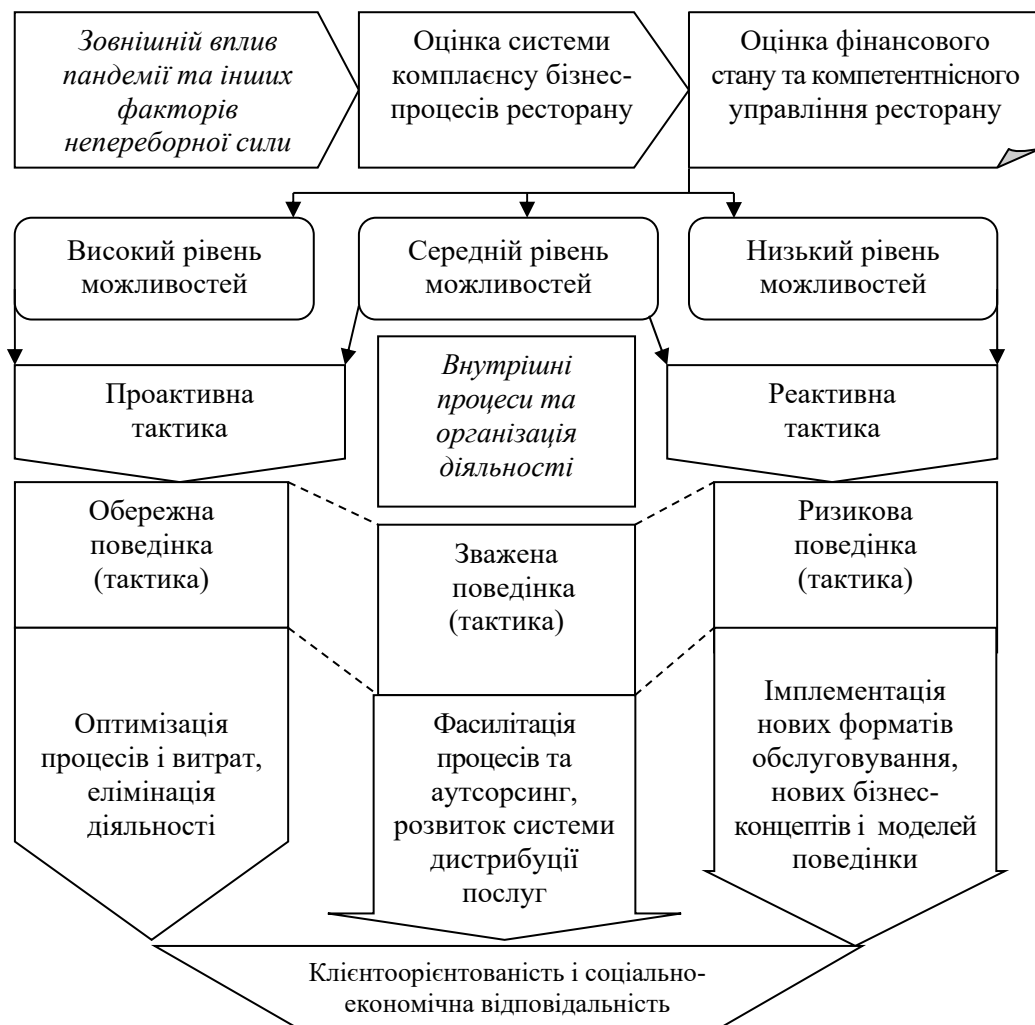 Зовнішній вплив
пандемії та інших
факторів
непереборної сили
Оцінка системи
комплаєнсу бізнес-
процесів ресторану
Оцінка фінансового
стану та компетентнісного
управління ресторану
Високий рівень
можливостей
Середній рівень
можливостей
Низький рівень
можливостей
Проактивна
тактика
Внутрішні
процеси та
організація
діяльності
Реактивна
тактика
Обережна
поведінка
(тактика)
Зважена
поведінка
(тактика)
Ризикова
поведінка
(тактика)
Оптимізація
процесів і витрат,
елімінація
діяльності
Фасилітація
процесів та
аутсорсинг,
розвиток системи
дистрибуції
послуг
Імплементація
нових форматів
обслуговування,
нових бізнес-
концептів і моделей
поведінки
Клієнтоорієнтованість і соціально-
економічна відповідальність